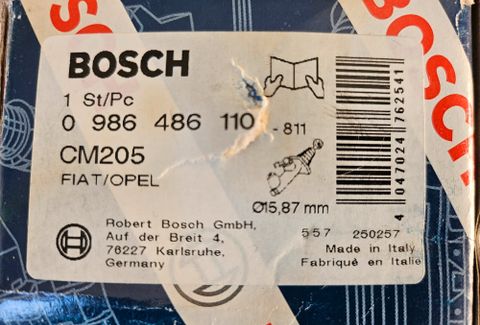 BOSCH
1 St/Pc
0 986 486 110 - 811
CM205
FIAT/OPEL
Ø15,87 mm
4 047024 762541
Robert Bosch GmbH,
Auf der Breit 4,
76227 Karlsruhe,
Germany
557 250257
Made in Italy
Fabriqué en Italie
BOSCH